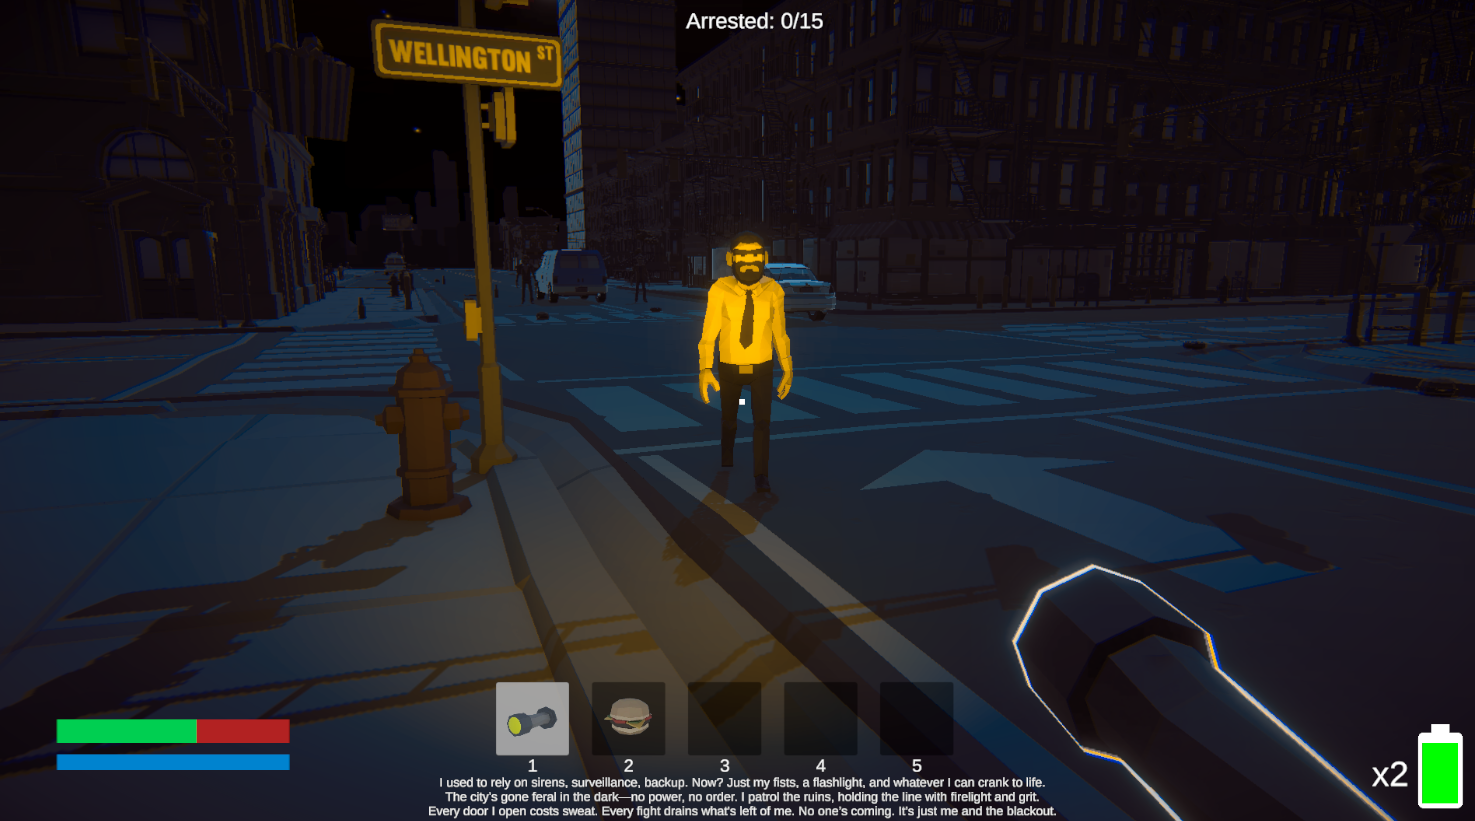 Arrested: 0/15
WELLINGTON ST
x2
1 2 3 4 5
I used to rely on sirens, surveillance, backup. Now? Just my fists, a flashlight, and whatever I can crank to life.
The city's gone feral in the dark—no power, no order. I patrol the ruins, holding the line with firelight and grit.
Every door I open costs sweat. Every fight drains what's left of me. No one's coming. It's just me and the blackout.